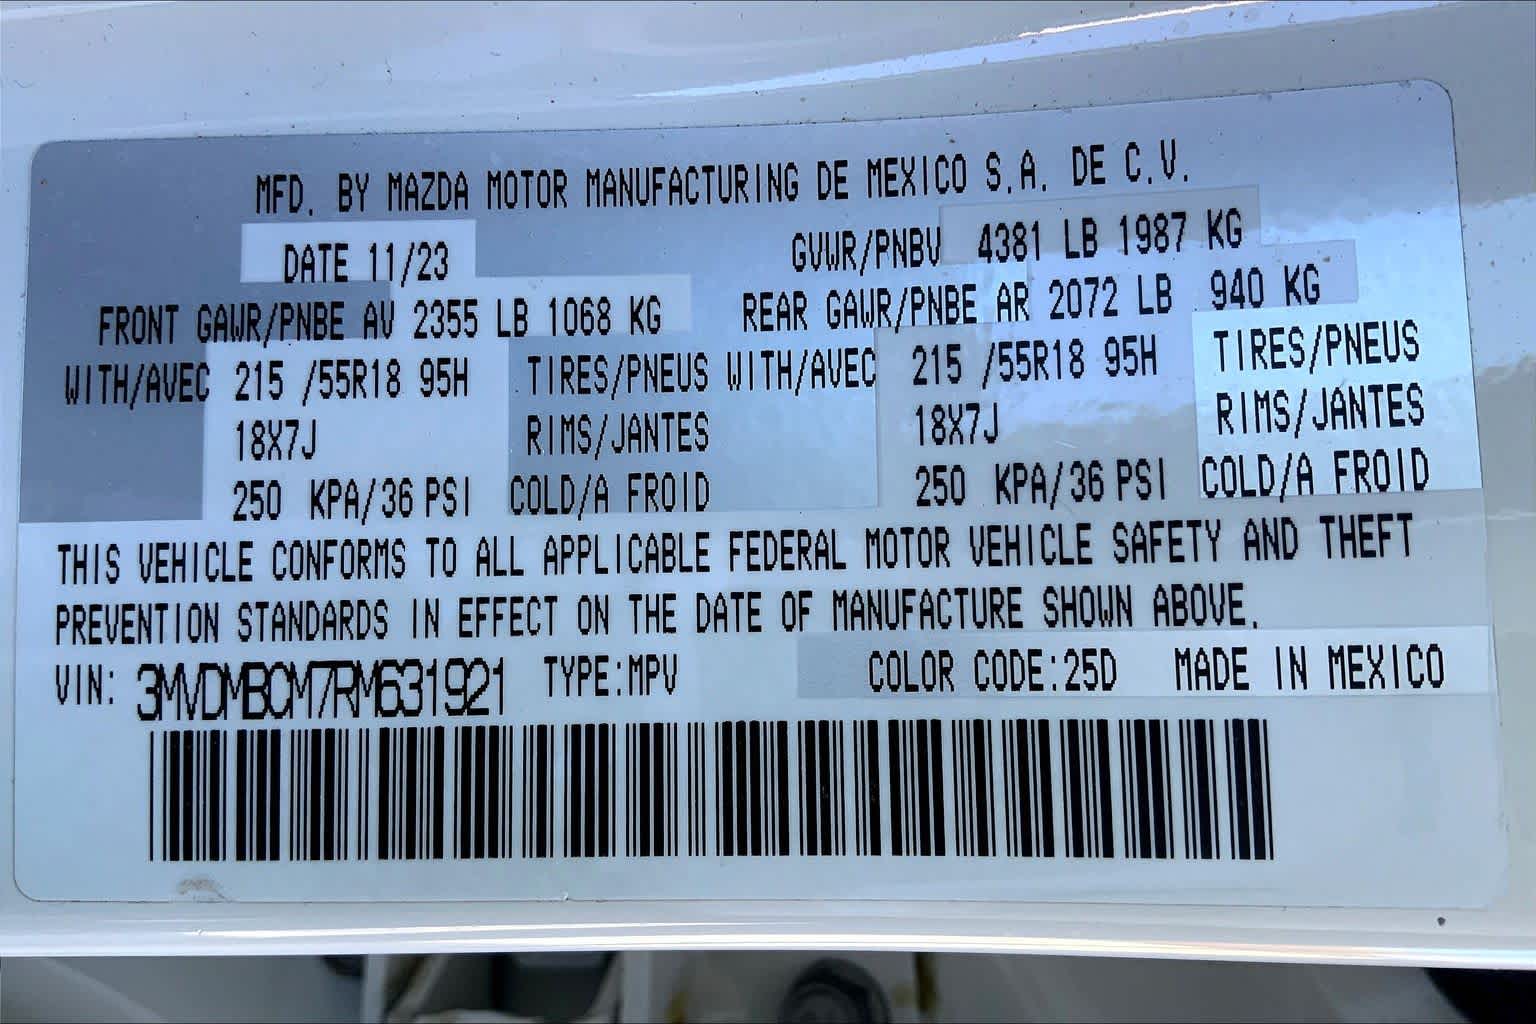 MFD. BY MAZDA MOTOR MANUFACTURING DE MEXICO S.A. DE C.V.
DATE 11/23 GVWR/PNBV 4381 LB 1987 KG
FRONT GAWR/PNBE AV 2355 LB 1068 KG REAR GAWR/PNBE AR 2072 LB 940 KG
WITH/AVEC 215 /55R18 95H TIRES/PNEUS WITH/AVEC 215 /55R18 95H TIRES/PNEUS
18X7J RIMS/JANTES 18X7J RIMS/JANTES
250 KPA/36 PSI COLD/A FROID 250 KPA/36 PSI COLD/A FROID
THIS VEHICLE CONFORMS TO ALL APPLICABLE FEDERAL MOTOR VEHICLE SAFETY AND THEFT
PREVENTION STANDARDS IN EFFECT ON THE DATE OF MANUFACTURE SHOWN ABOVE.
VIN: 3MVDMBCM7RM631921 TYPE:MPV COLOR CODE:25D MADE IN MEXICO